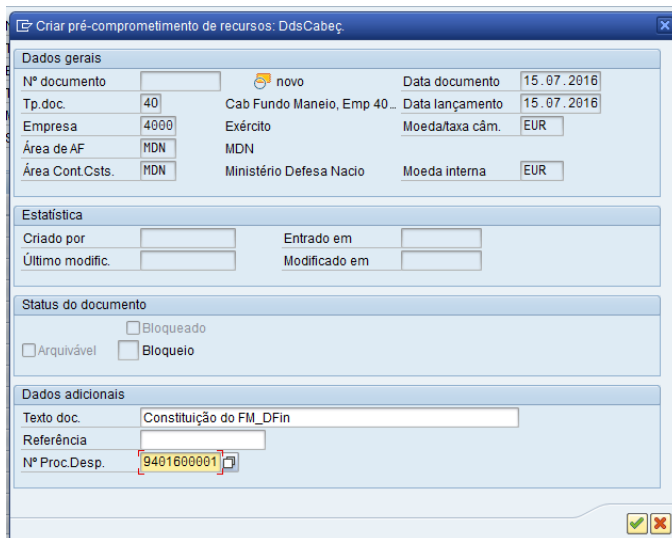 Criar pré-comprometimento de recursos: DdsCabeç.
Dados gerais
Nº documento novo Data documento 15.07.2016
Tp.doc. 40 Cab Fundo Maneio, Emp 40... Data lançamento 15.07.2016
Empresa 4000 Exército Moeda/taxa câm. EUR
Área de AF MDN MDN
Área Cont.Csts. MDN Ministério Defesa Nacio Moeda interna EUR
Estatística
Criado por Entrado em
Último modific. Modificado em
Status do documento
Bloqueado
Arquivável Bloqueio
Dados adicionais
Texto doc. Constituição do FM_DFin
Referência
Nº Proc.Desp. 9401600001